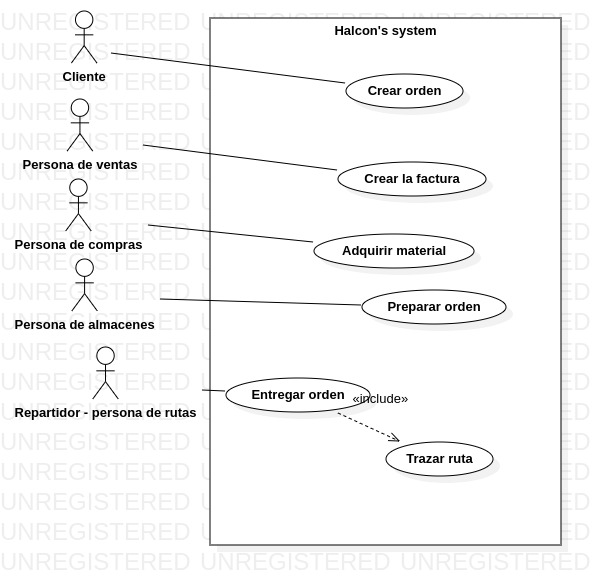 Halcon's system
Cliente
Crear orden
Persona de ventas
Crear la factura
Persona de compras
Adquirir material
Persona de almacenes
Preparar orden
Repartidor - persona de rutas
Entregar orden
«include»
Trazar ruta
UNREGISTERED UNREGISTERED UNREGISTERED